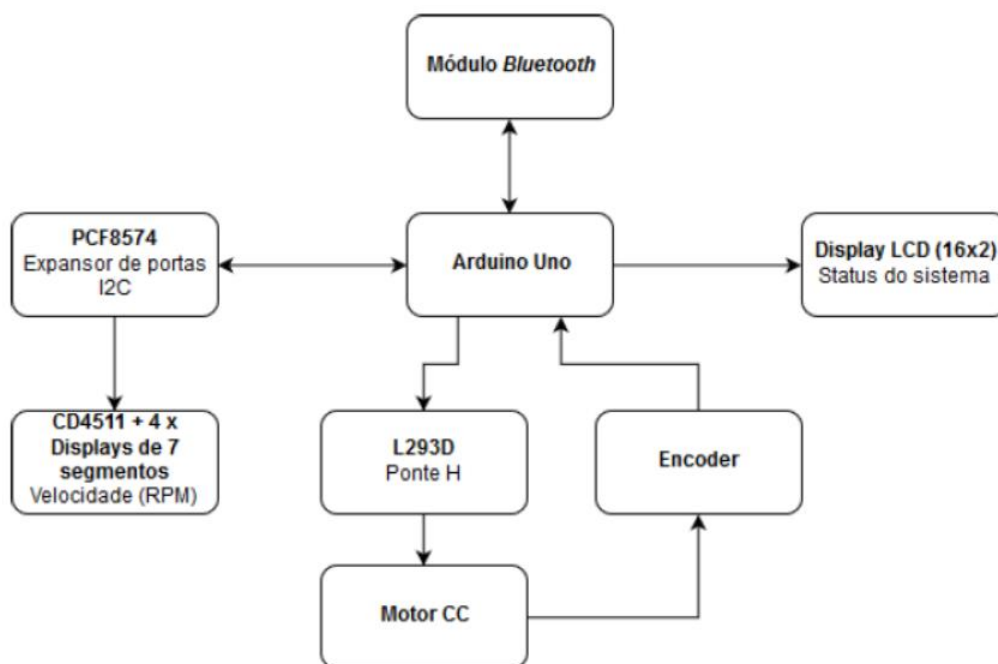 Módulo Bluetooth
PCF8574
Expansor de portas
I2C
Arduino Uno
Display LCD (16x2)
Status do sistema
CD4511 + 4 x
Displays de 7
segmentos
Velocidade (RPM)
L293D
Ponte H
Encoder
Motor CC